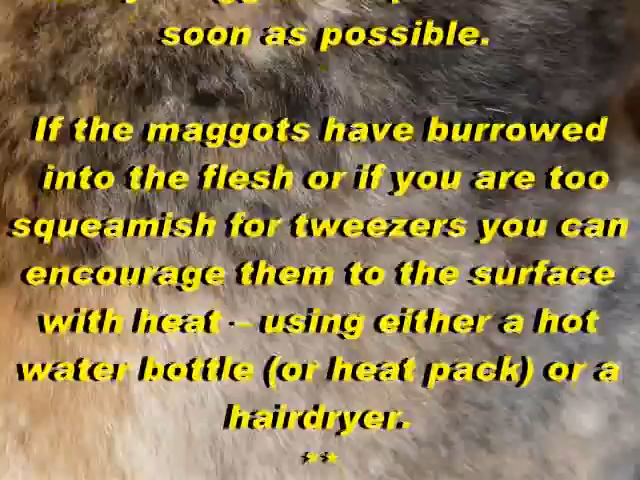 soon as possible.
If the maggots have burrowed
into the flesh or if you are too
squeamish for tweezers you can
encourage them to the surface
with heat – using either a hot
water bottle (or heat pack) or a
hairdryer.
**